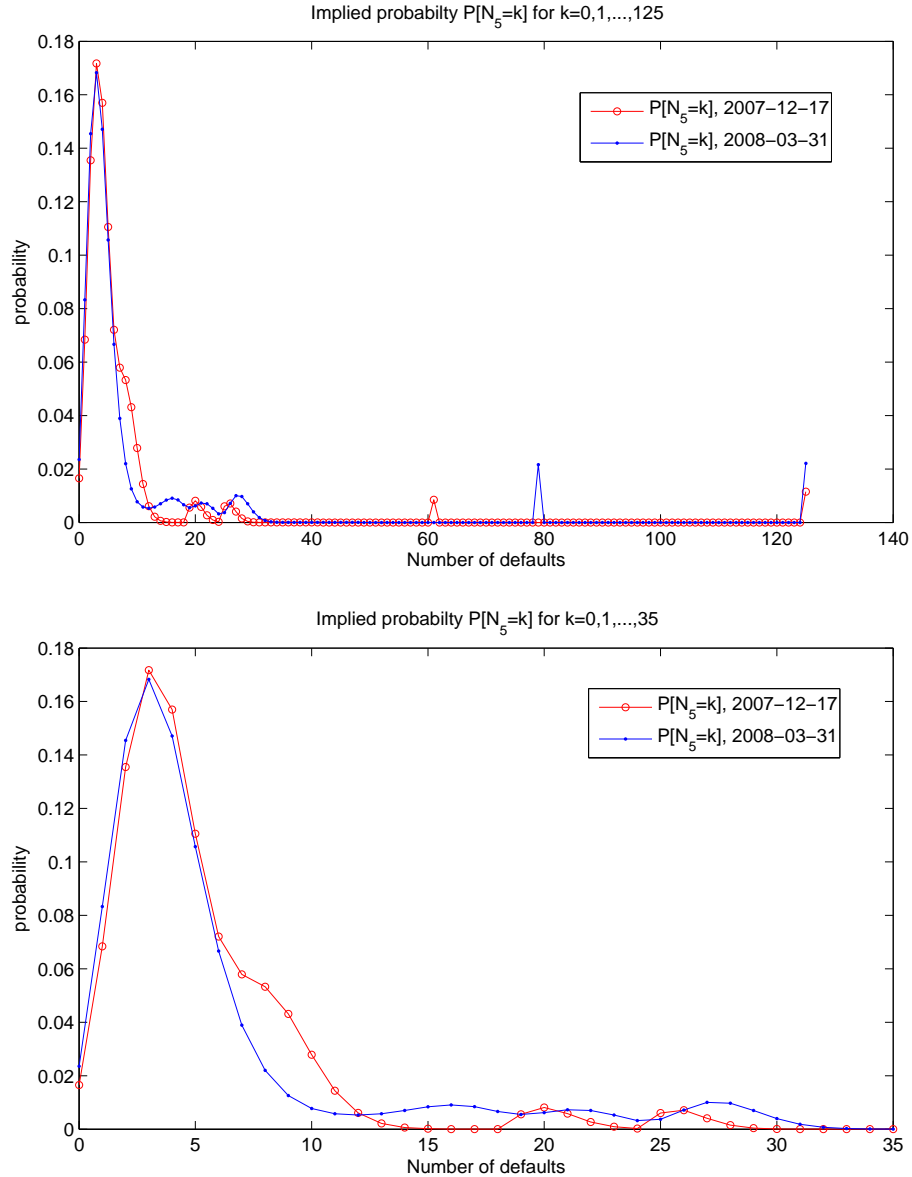 Implied probabilty P[N5=k] for k=0,1,...,125
0.18
0.16
0.14
0.12
0.1
0.08
0.06
0.04
0.02
0
probability
P[N5=k], 2007−12−17
P[N5=k], 2008−03−31
0 20 40 60 80 100 120 140
Number of defaults
Implied probabilty P[N5=k] for k=0,1,...,35
0.18
0.16
0.14
0.12
0.1
0.08
0.06
0.04
0.02
0
probability
P[N5=k], 2007−12−17
P[N5=k], 2008−03−31
0 5 10 15 20 25 30 35
Number of defaults